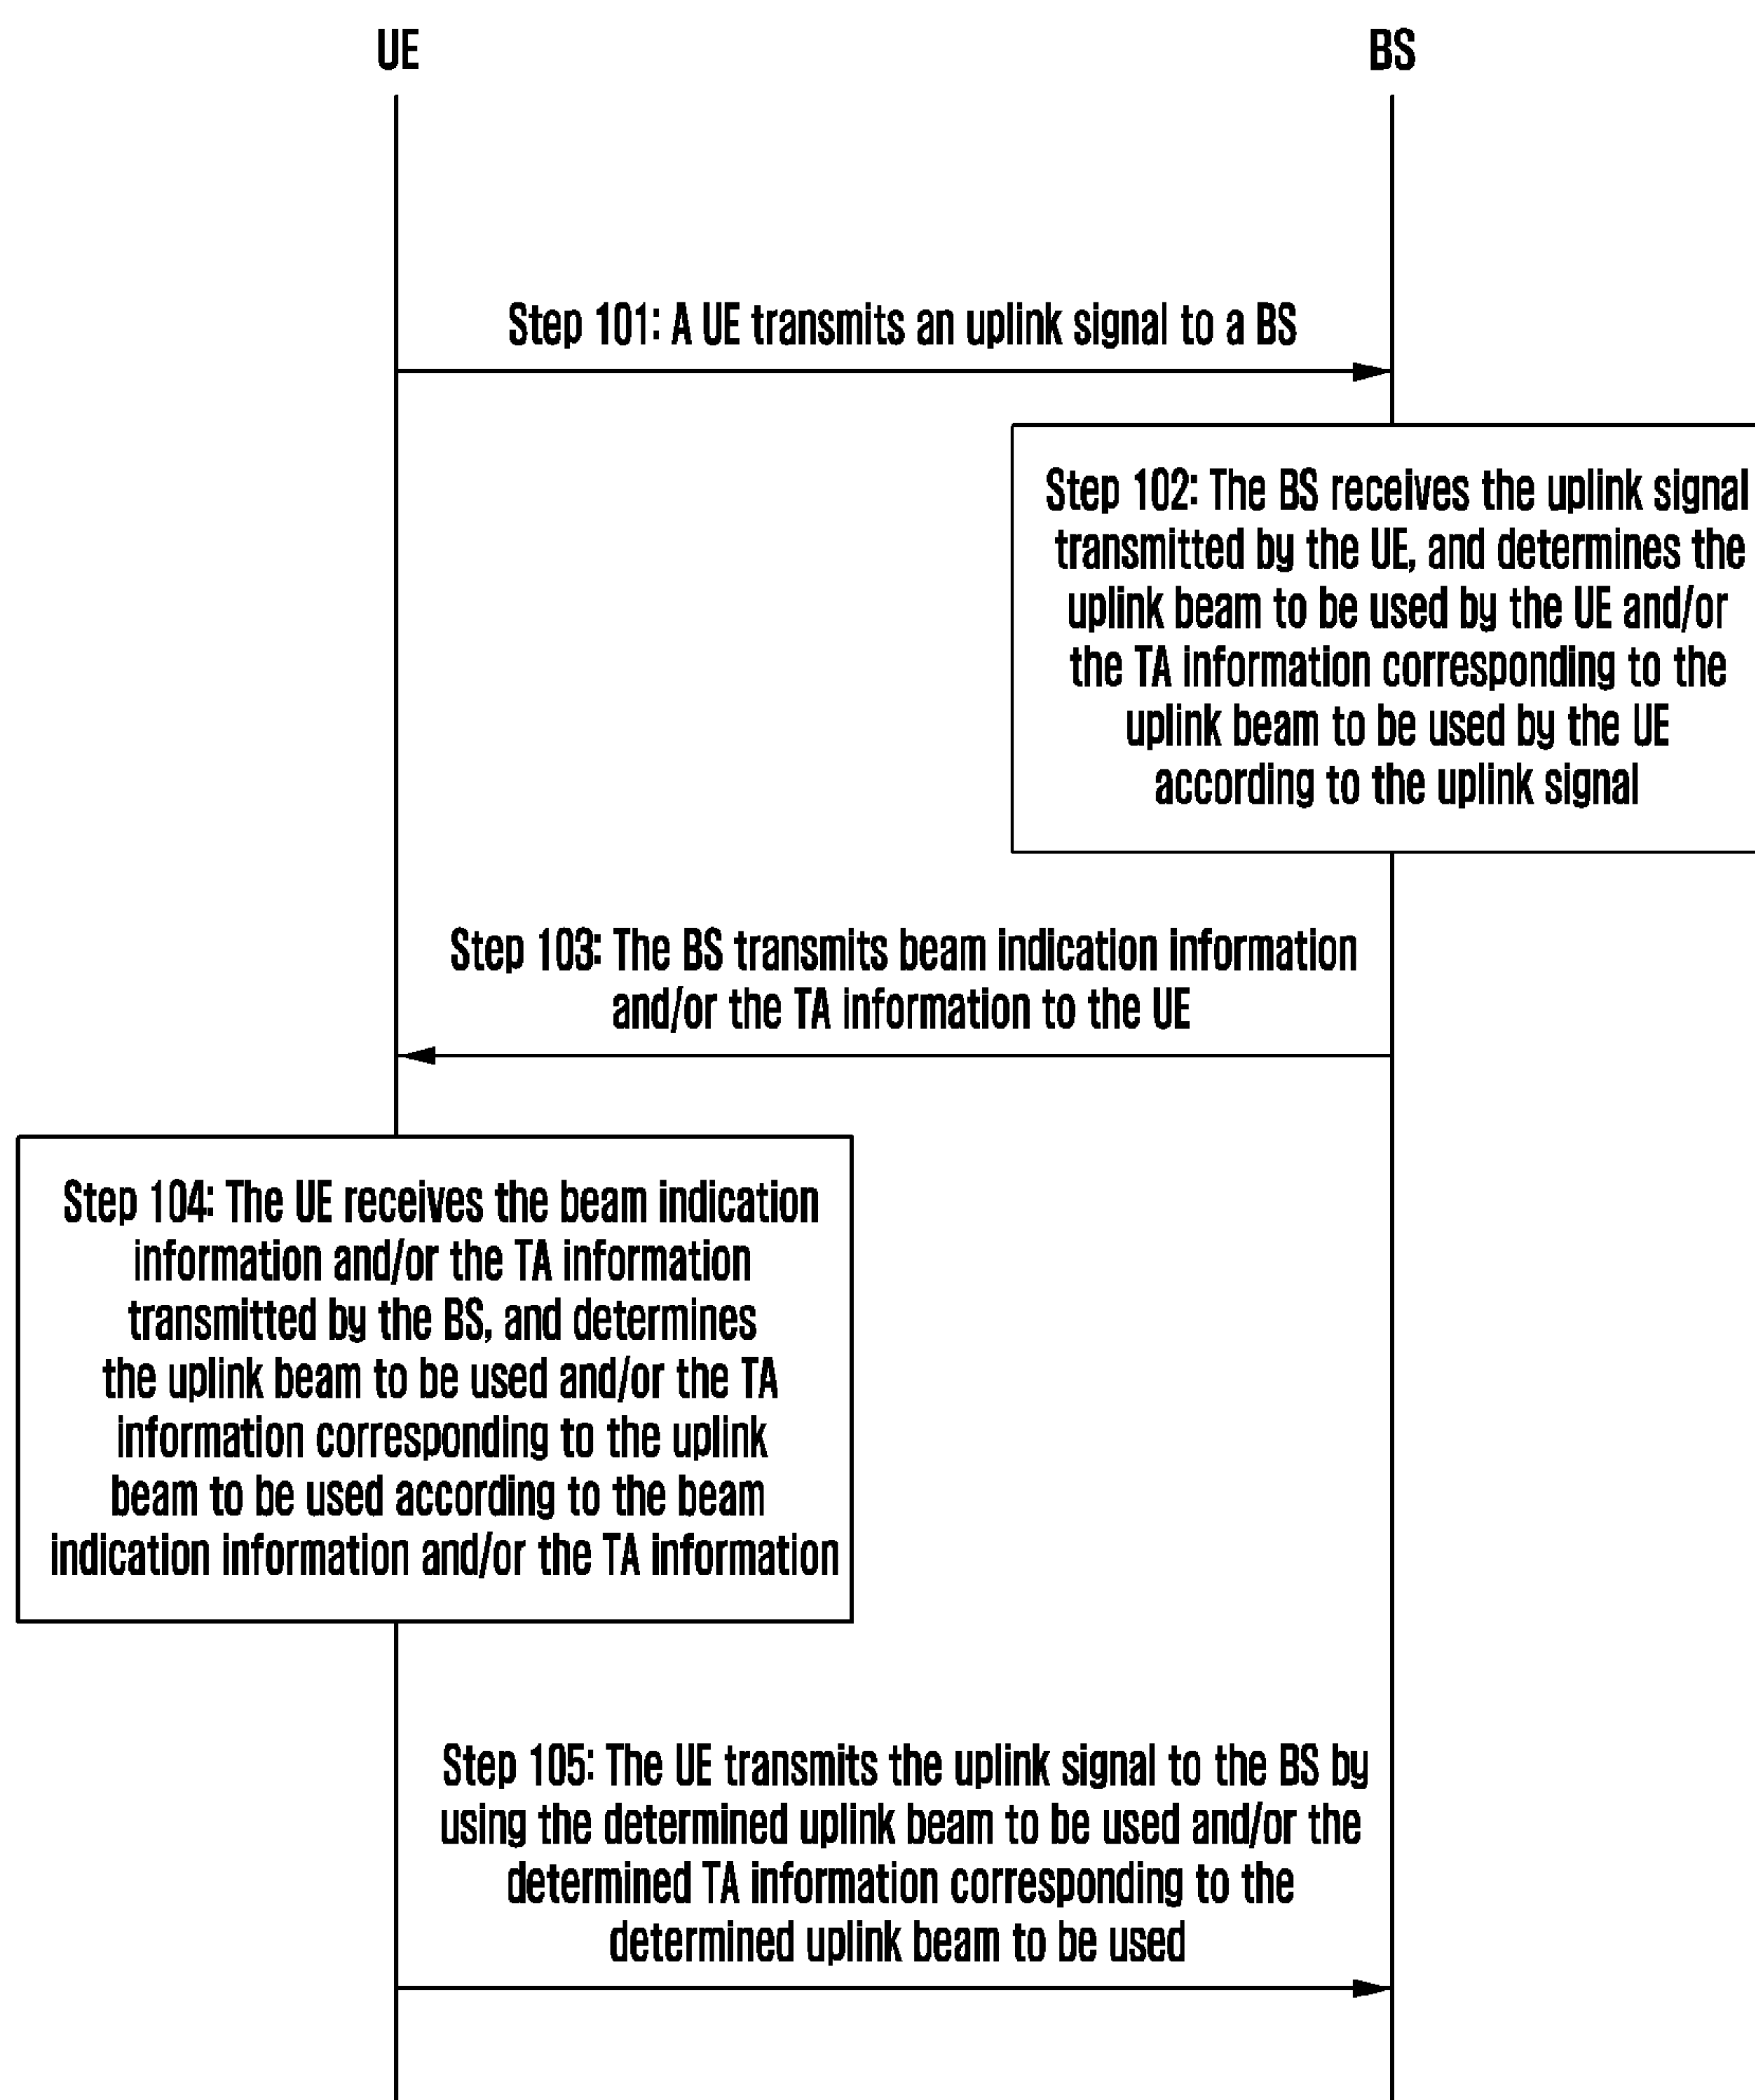 UE
BS
Step 101: A UE transmits an uplink signal to a BS
Step 102: The BS receives the uplink signal
transmitted by the UE, and determines the
uplink beam to be used by the UE and/or
the TA information corresponding to the
uplink beam to be used by the UE
according to the uplink signal
Step 103: The BS transmits beam indication information
and/or the TA information to the UE
Step 104: The UE receives the beam indication
information and/or the TA information
transmitted by the BS, and determines
the uplink beam to be used and/or the TA
information corresponding to the uplink
beam to be used according to the beam
indication information and/or the TA information
Step 105: The UE transmits the uplink signal to the BS by
using the determined uplink beam to be used and/or the
determined TA information corresponding to the
determined uplink beam to be used